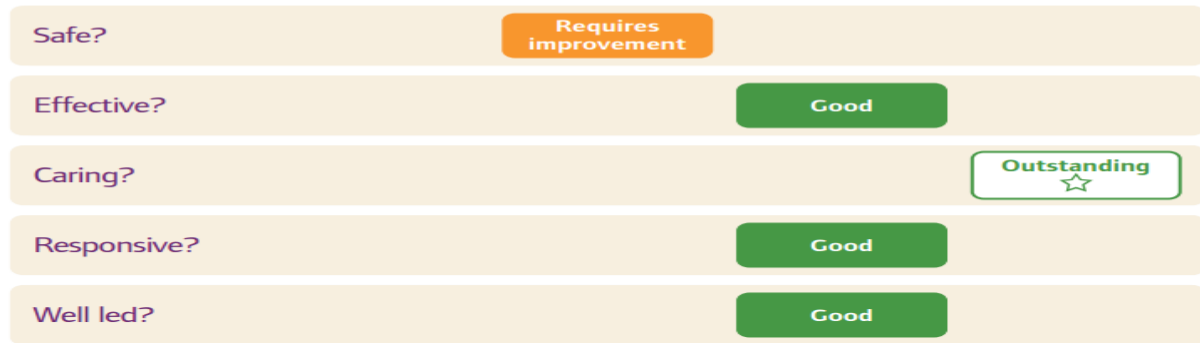 Safe?
Requires
improvement
Effective?
Good
Caring?
Outstanding
Responsive?
Good
Well led?
Good